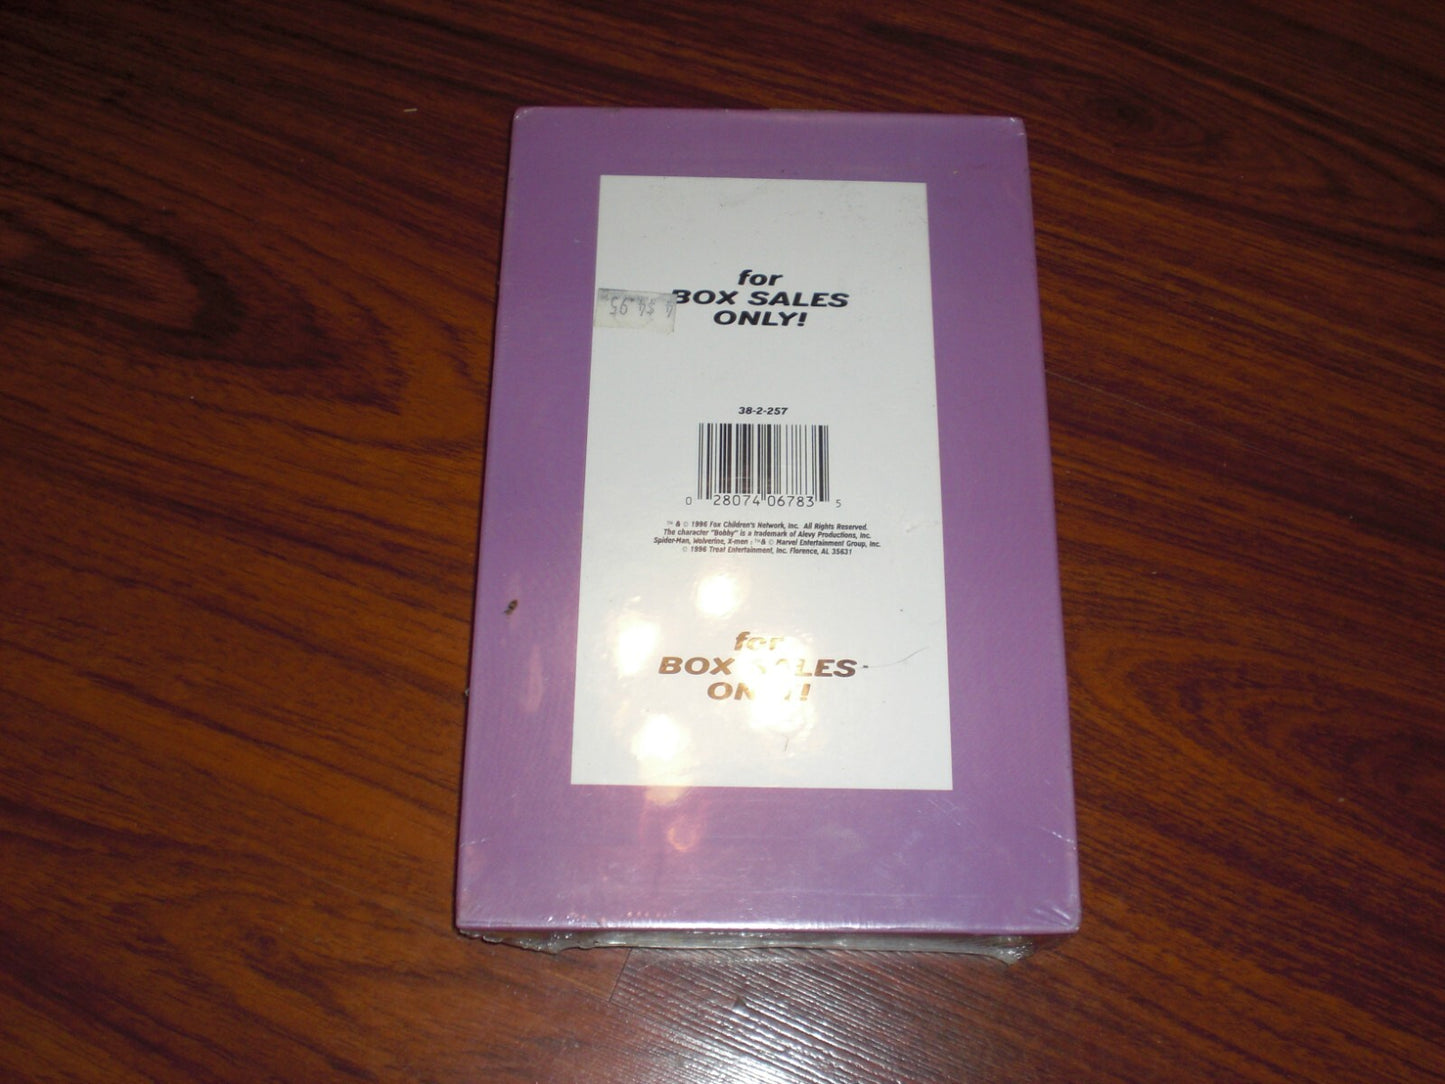 for
BOX SALES
ONLY!
$4.95
38-2-257
0 28074 06783 5
™ & © 1996 Fox Children's Network, Inc. All Rights Reserved.
The character "Bobby" is a trademark of Alevy Productions, Inc.
Spider-Man, Wolverine, X-men : ™ & © Marvel Entertainment Group, Inc.
© 1996 Treat Entertainment, Inc. Florence, AL 35631
for
BOX SALES
ONLY!